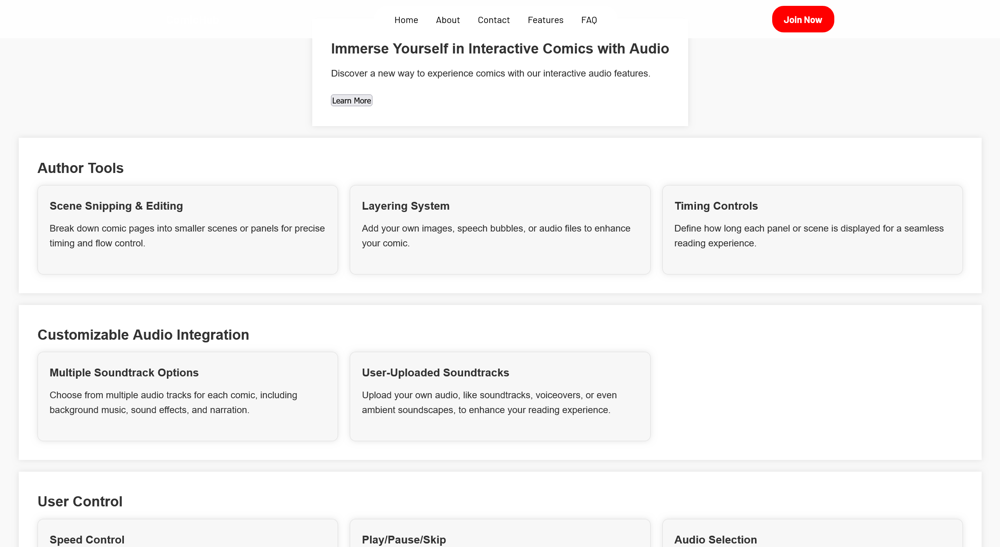 Home About Contact Features FAQ
Join Now
Immerse Yourself in Interactive Comics with Audio
Discover a new way to experience comics with our interactive audio features.
Learn More
Author Tools
Scene Snipping & Editing
Break down comic pages into smaller scenes or panels for precise
timing and flow control.
Layering System
Add your own images, speech bubbles, or audio files to enhance
your comic.
Timing Controls
Define how long each panel or scene is displayed for a seamless
reading experience.
Customizable Audio Integration
Multiple Soundtrack Options
Choose from multiple audio tracks for each comic, including
background music, sound effects, and narration.
User-Uploaded Soundtracks
Upload your own audio, like soundtracks, voiceovers, or even
ambient soundscapes, to enhance your reading experience.
User Control
Speed Control
Play/Pause/Skip
Audio Selection